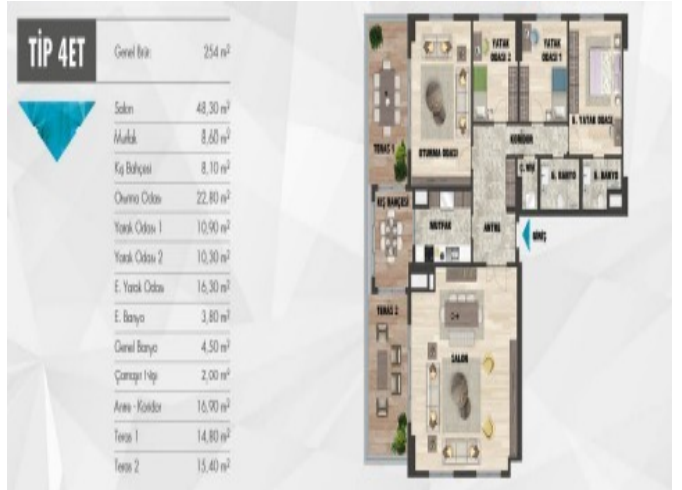 TİP 4ET
Genel Brüt: 254 m²
Salon 48,30 m²
Mutfak 8,60 m²
Kış Bahçesi 8,10 m²
Oturma Odası 22,80 m²
Yatak Odası 1 10,90 m²
Yatak Odası 2 10,30 m²
E. Yatak Odası 16,30 m²
E. Banyo 3,80 m²
Genel Banyo 4,50 m²
Çamaşır Nişi 2,00 m²
Antre - Koridor 16,90 m²
Teras 1 14,80 m²
Teras 2 15,40 m²
YATAK
ODASI 2
YATAK
ODASI 1
E. YATAK ODASI
TERAS 1
OTURMA ODASI
KORİDOR
Ç. NİŞİ
G. BANYO
E. BANYO
KIŞ BAHÇESİ
MUTFAK
ANTRE
GİRİŞ
TERAS 2
SALON